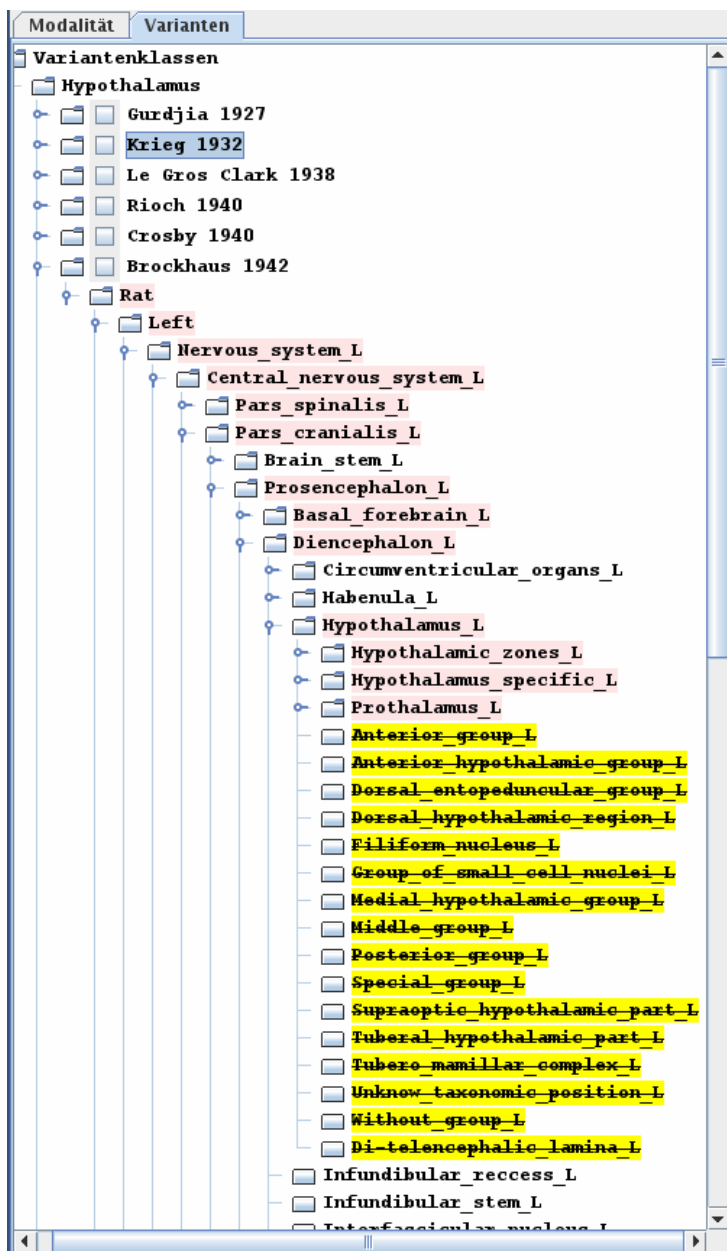 Modalität Varianten
Variantenklassen
Hypothalamus
Gurdjia 1927
Krieg 1932
Le Gros Clark 1938
Rioch 1940
Crosby 1940
Brockhaus 1942
Rat
Left
Nervous_system_L
Central_nervous_system_L
Pars_spinalis_L
Pars_cranialis_L
Brain_stem_L
Prosencephalon_L
Basal_forebrain_L
Diencephalon_L
Circumventricular_organs_L
Habenula_L
Hypothalamus_L
Hypothalamic_zones_L
Hypothalamus_specific_L
Prothalamus_L
Anterior_group_L
Anterior_hypothalamic_group_L
Dorsal_entopeduncular_group_L
Dorsal_hypothalamic_region_L
Filiform_nucleus_L
Group_of_small_cell_nuclei_L
Medial_hypothalamic_group_L
Middle_group_L
Posterior_group_L
Special_group_L
Supraoptic_hypothalamic_part_L
Tuberal_hypothalamic_part_L
Tubero_mamillar_complex_L
Unknow_taxonomic_position_L
Without_group_L
Di-telencephalic_lamina_L
Infundibular_reccess_L
Infundibular_stem_L
Interfascicular_nucleus_L